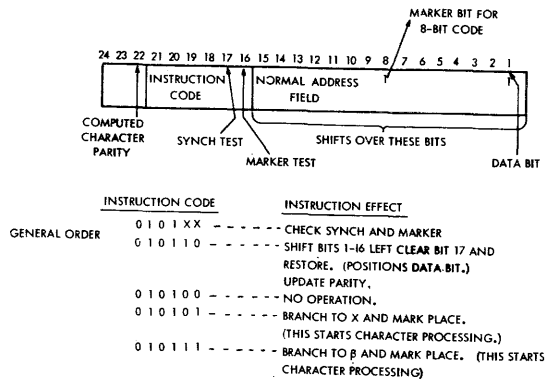 MARKER BIT FOR
8-BIT CODE
24 23 22 21 20 19 18 17 16 15 14 13 12 11 10 9 8 7 6 5 4 3 2 1
1 1
INSTRUCTION
CODE
NORMAL ADDRESS
FIELD
COMPUTED
CHARACTER
PARITY
SYNCH TEST
MARKER TEST
SHIFTS OVER THESE BITS
DATA BIT
INSTRUCTION CODE INSTRUCTION EFFECT
GENERAL ORDER 0 1 0 1 X X - - - - - - CHECK SYNCH AND MARKER
0 1 0 1 1 0 - - - - - - SHIFT BITS 1-16 LEFT CLEAR BIT 17 AND
RESTORE. (POSITIONS DATA BIT.)
UPDATE PARITY.
0 1 0 1 0 0 - - - - - - NO OPERATION.
0 1 0 1 0 1 - - - - - - BRANCH TO X AND MARK PLACE.
(THIS STARTS CHARACTER PROCESSING.)
0 1 0 1 1 1 - - - - - - BRANCH TO β AND MARK PLACE. (THIS STARTS
CHARACTER PROCESSING)